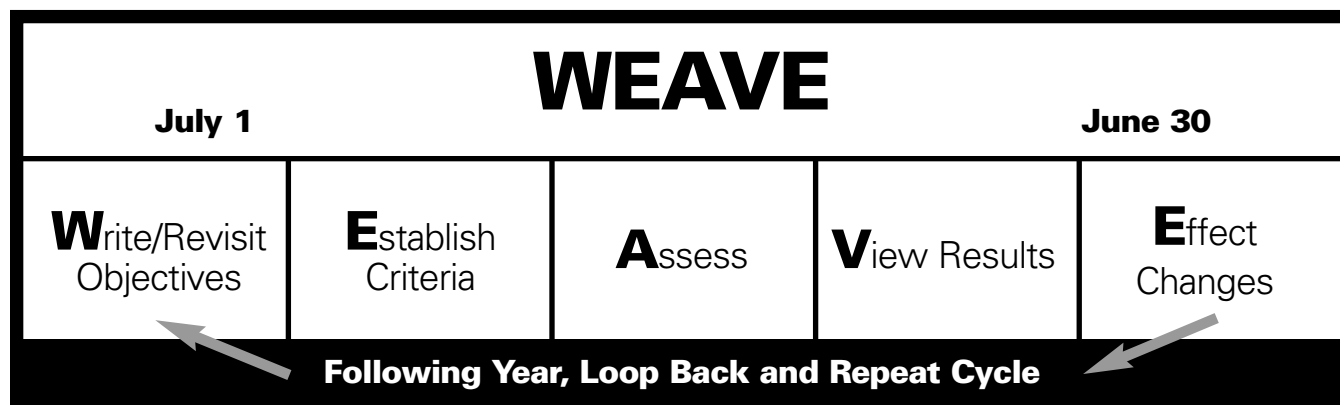 WEAVE
July 1
June 30
Write/Revisit
Objectives
Establish
Criteria
Assess
View Results
Effect
Changes
Following Year, Loop Back and Repeat Cycle